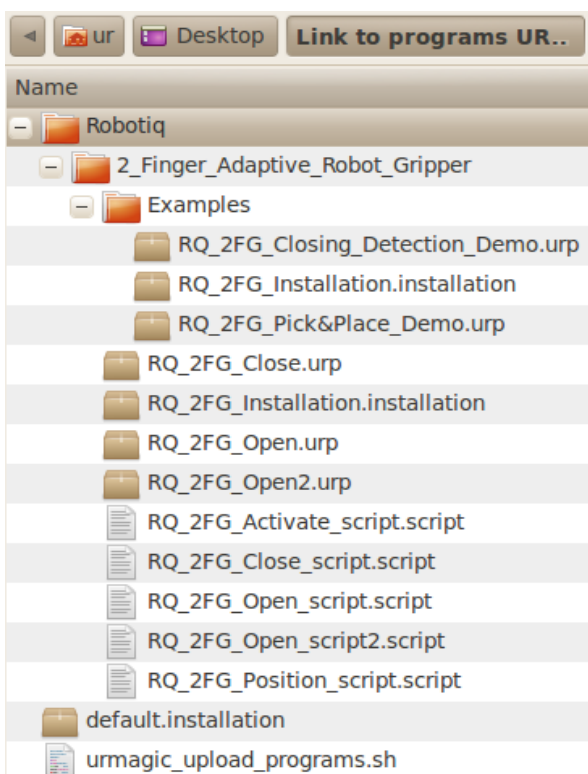 ur Desktop Link to programs UR..
Name
Robotiq
2_Finger_Adaptive_Robot_Gripper
Examples
RQ_2FG_Closing_Detection_Demo.urp
RQ_2FG_Installation.installation
RQ_2FG_Pick&Place_Demo.urp
RQ_2FG_Close.urp
RQ_2FG_Installation.installation
RQ_2FG_Open.urp
RQ_2FG_Open2.urp
RQ_2FG_Activate_script.script
RQ_2FG_Close_script.script
RQ_2FG_Open_script.script
RQ_2FG_Open_script2.script
RQ_2FG_Position_script.script
default.installation
urmagic_upload_programs.sh